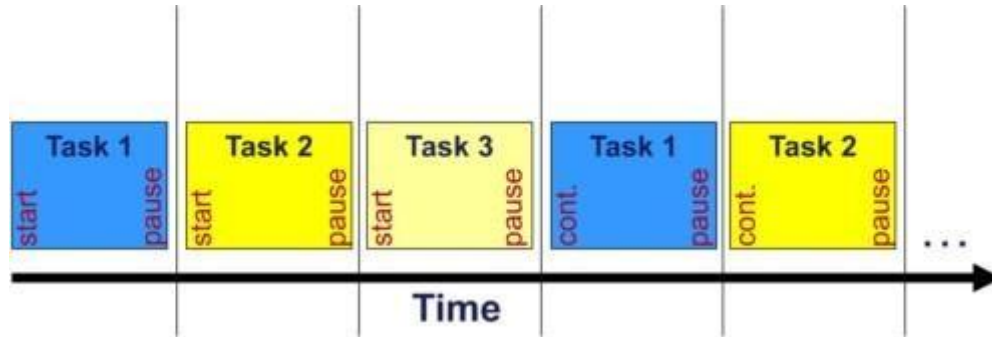 Task 1
start
pause
Task 2
start
pause
Task 3
start
pause
Task 1
cont.
pause
Task 2
cont.
pause
...
Time